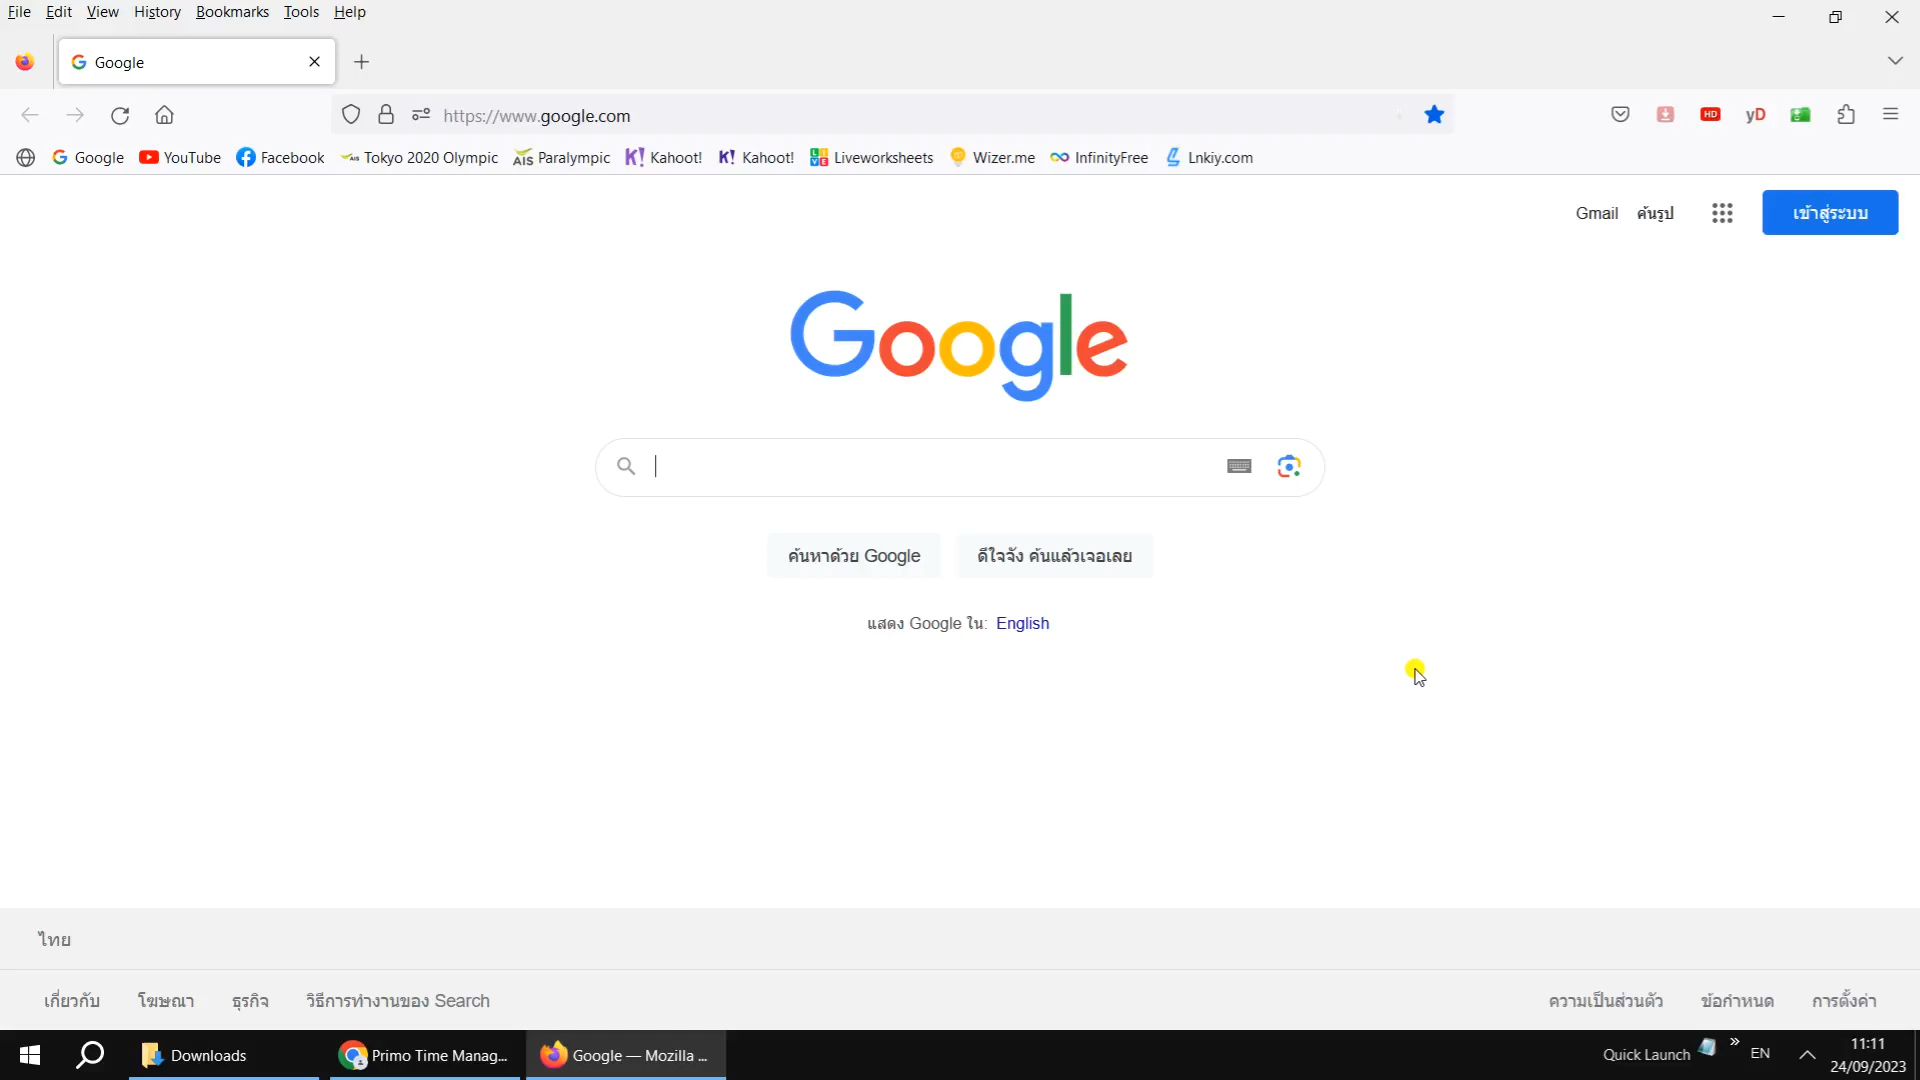 File Edit View History Bookmarks Tools Help
Google
https://www.google.com
HD
yD
Google YouTube Facebook Tokyo 2020 Olympic Paralympic Kahoot! Kahoot! Liveworksheets Wizer.me InfinityFree Lnkiy.com
Gmail ค้นรูป เข้าสู่ระบบ
Google
ค้นหาด้วย Google ดีใจจัง ค้นแล้วเจอเลย
แสดง Google ใน: English
ไทย
เกี่ยวกับ โฆษณา ธุรกิจ วิธีการทำงานของ Search ความเป็นส่วนตัว ข้อกำหนด การตั้งค่า
Downloads Primo Time Manag... Google — Mozilla ... Quick Launch » EN 11:11
24/09/2023